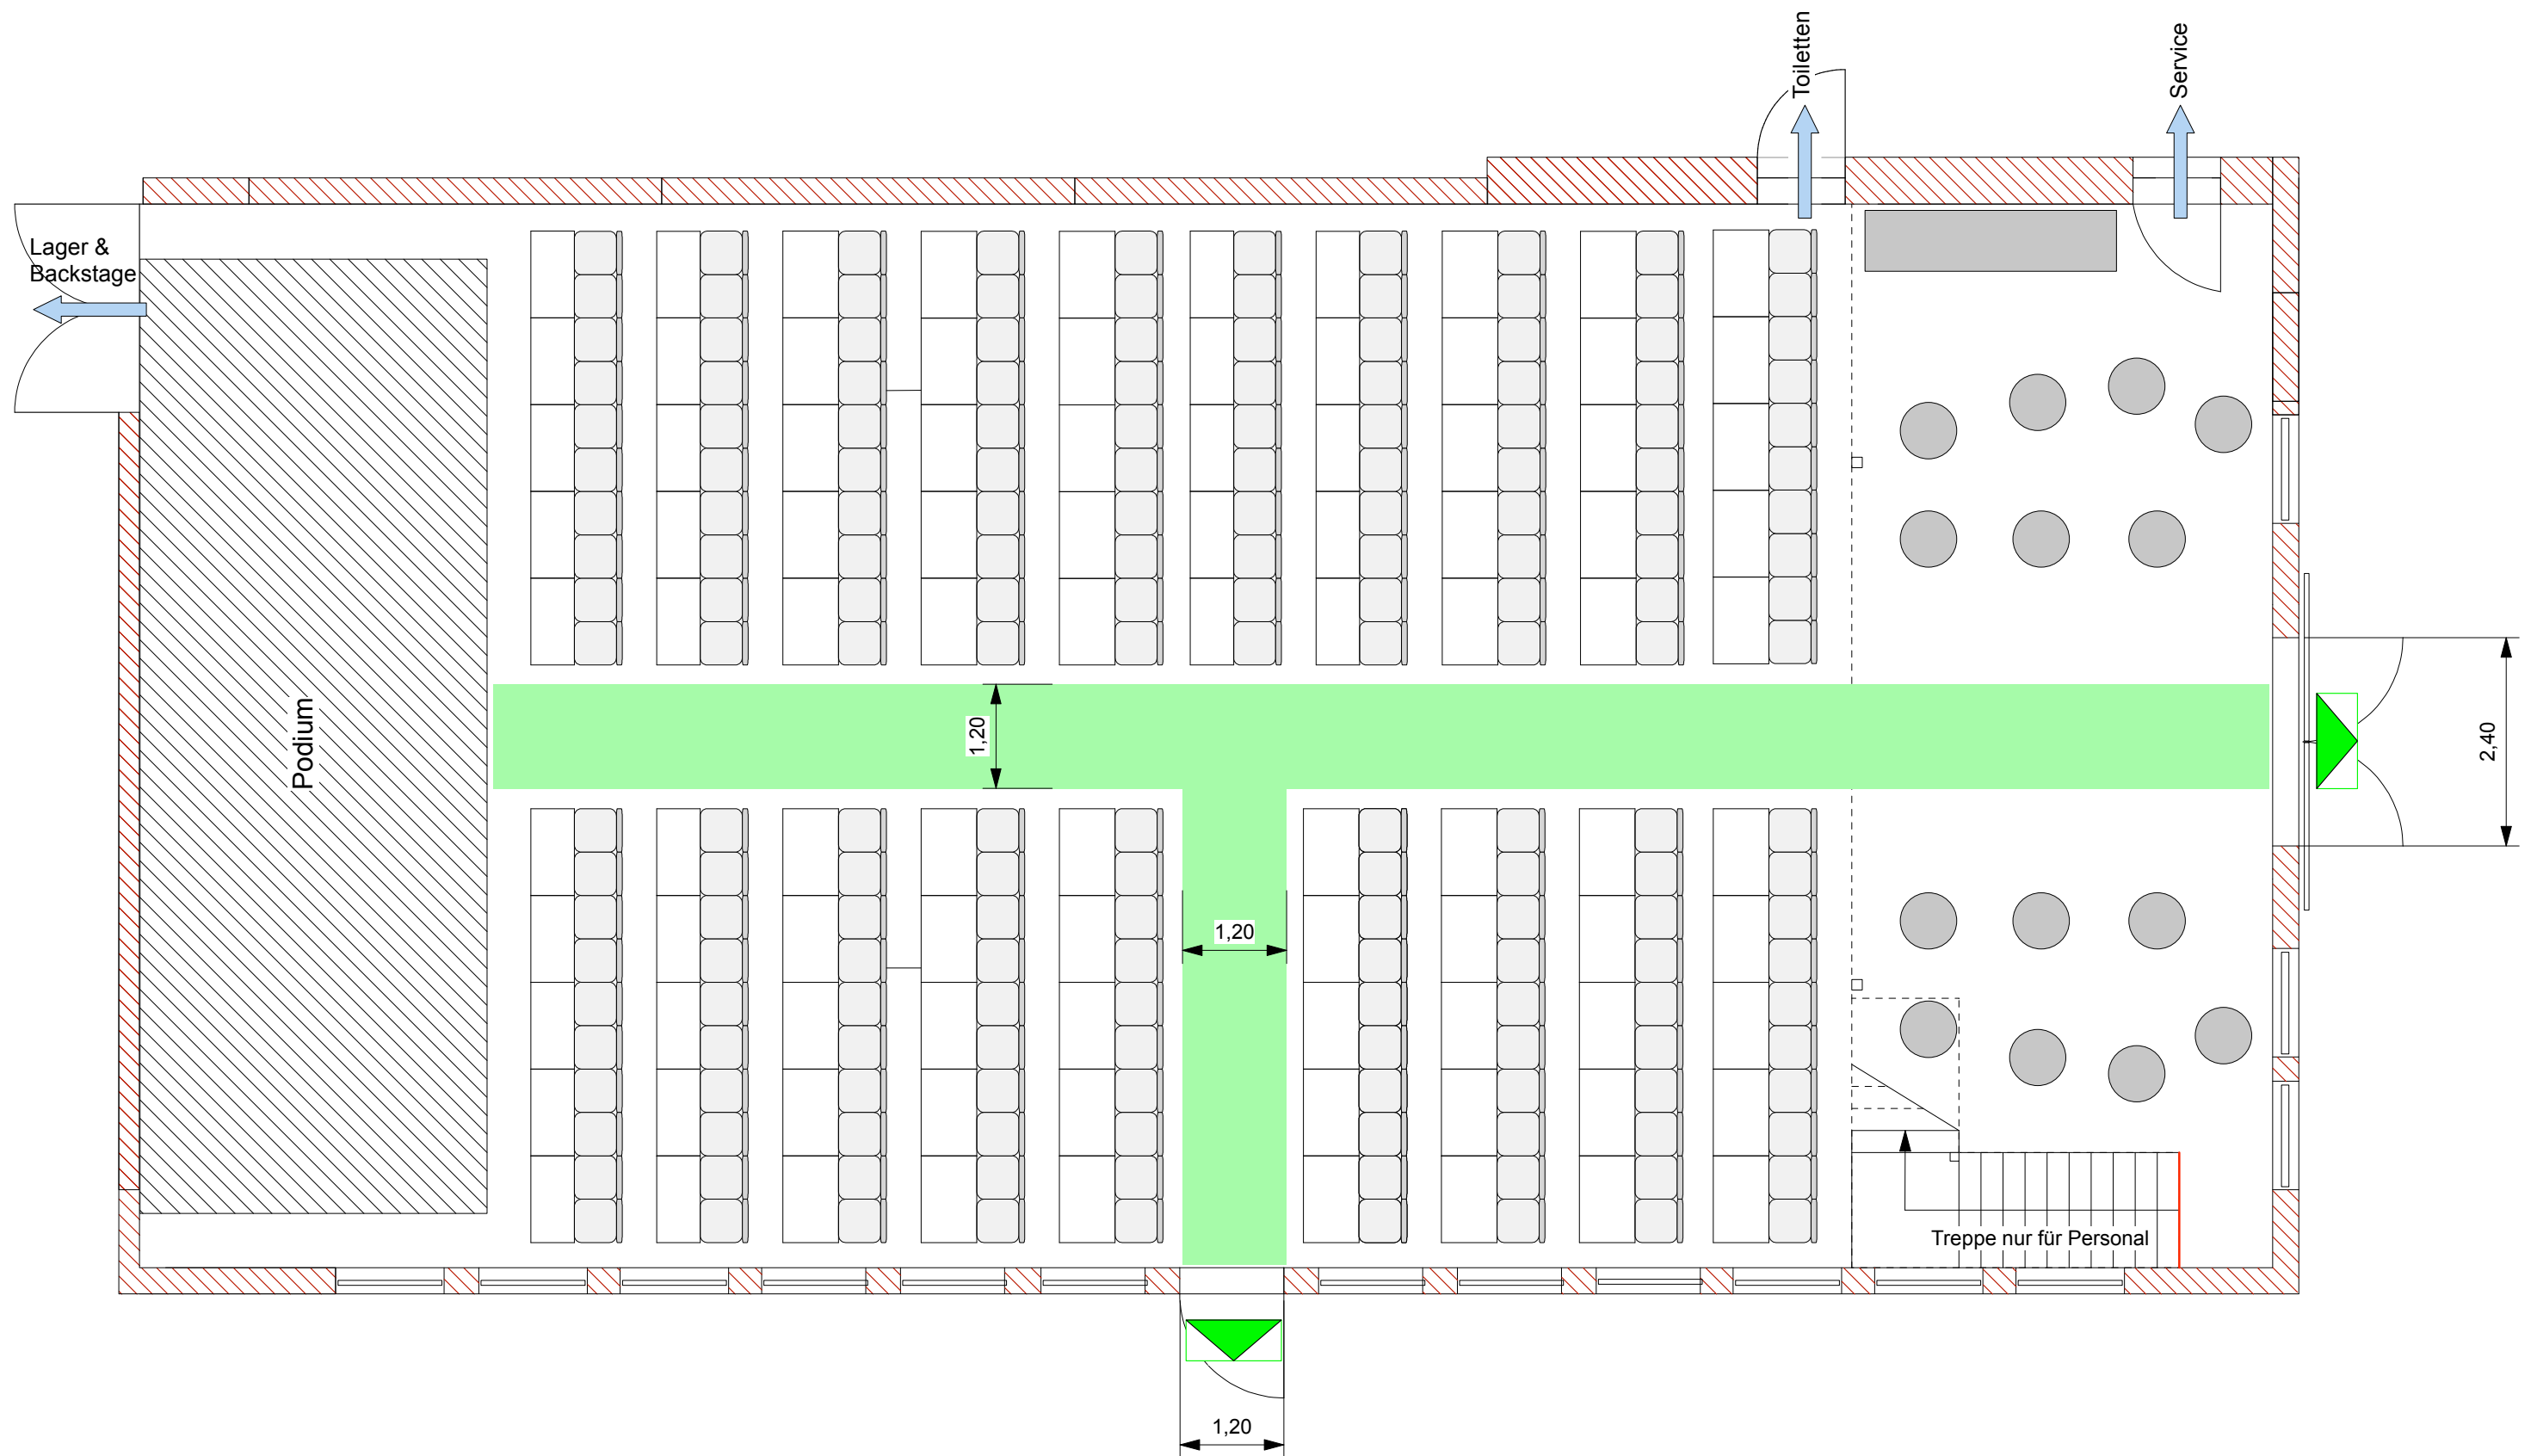 Toiletten
Service
Lager &
Backstage
Podium
1,20
2,40
1,20
Treppe nur für Personal
1,20